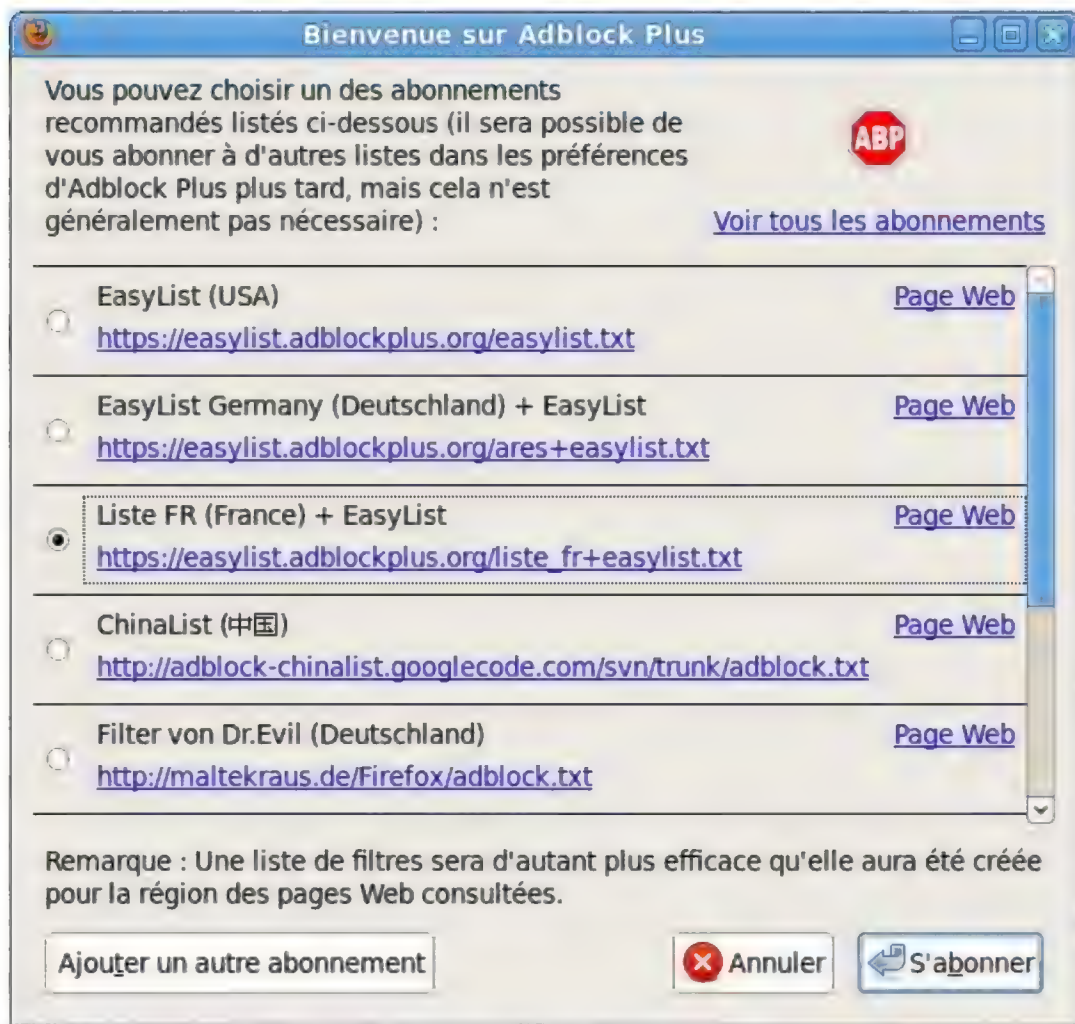 Bienvenue sur Adblock Plus
Vous pouvez choisir un des abonnements
recommandés listés ci-dessous (il sera possible de
vous abonner à d'autres listes dans les préférences
d'Adblock Plus plus tard, mais cela n'est
généralement pas nécessaire) :
ABP
Voir tous les abonnements
EasyList (USA)
Page Web
https://easylist.adblockplus.org/easylist.txt
EasyList Germany (Deutschland) + EasyList
Page Web
https://easylist.adblockplus.org/ares+easylist.txt
Liste FR (France) + EasyList
Page Web
https://easylist.adblockplus.org/liste_fr+easylist.txt
ChinaList (中国)
Page Web
http://adblock-chinalist.googlecode.com/svn/trunk/adblock.txt
Filter von Dr.Evil (Deutschland)
Page Web
http://maltekraus.de/Firefox/adblock.txt
Remarque : Une liste de filtres sera d'autant plus efficace qu'elle aura été créée
pour la région des pages Web consultées.
Ajouter un autre abonnement
Annuler
S'abonner